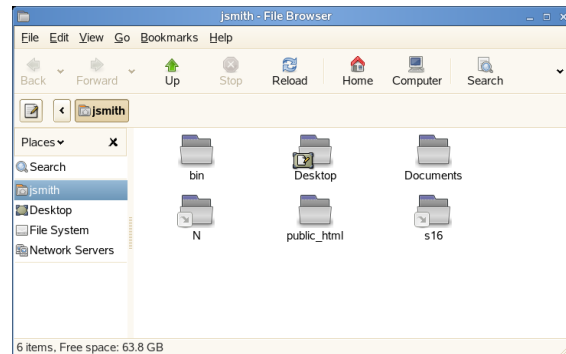 jsmith - File Browser
File Edit View Go Bookmarks Help
Back Forward Up Stop Reload Home Computer Search
jsmith
Places
Search
jsmith
Desktop
File System
Network Servers
bin Desktop Documents
N public_html s16
6 items, Free space: 63.8 GB